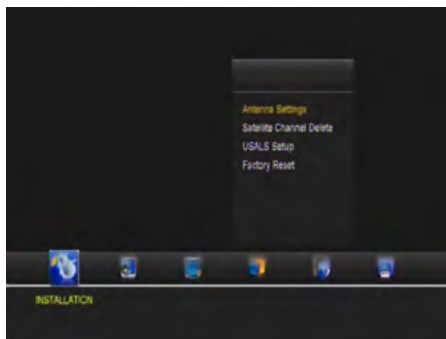 Antenna Settings
Satellite Channel Delete
USALS Setup
Factory Reset
INSTALLATION